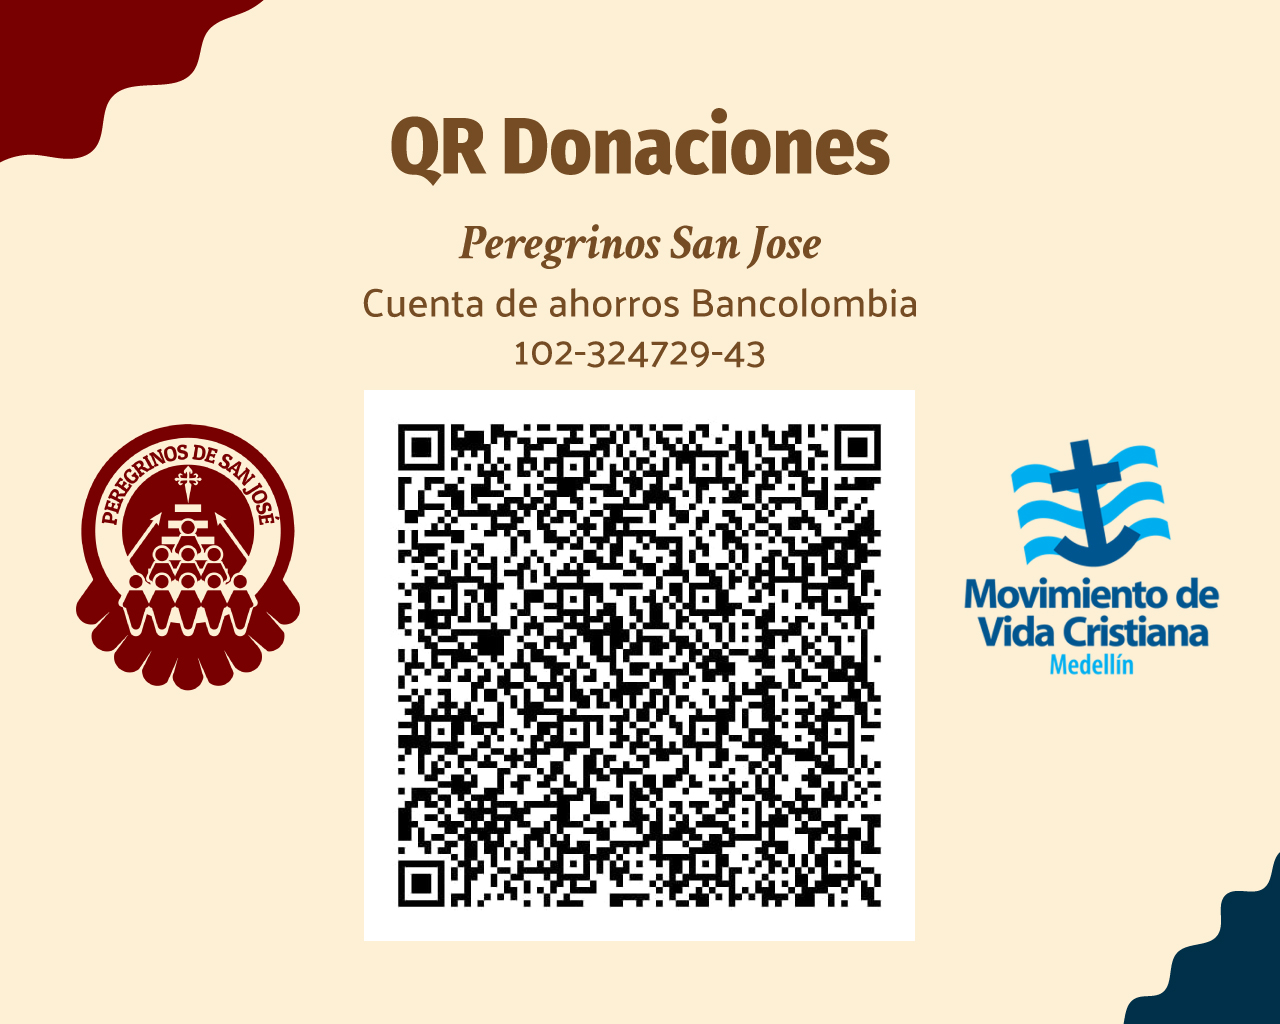 QR Donaciones
Peregrinos San Jose
Cuenta de ahorros Bancolombia
102-324729-43
PEREGRINOS DE SAN JOSÉ
Movimiento de
Vida Cristiana
Medellín